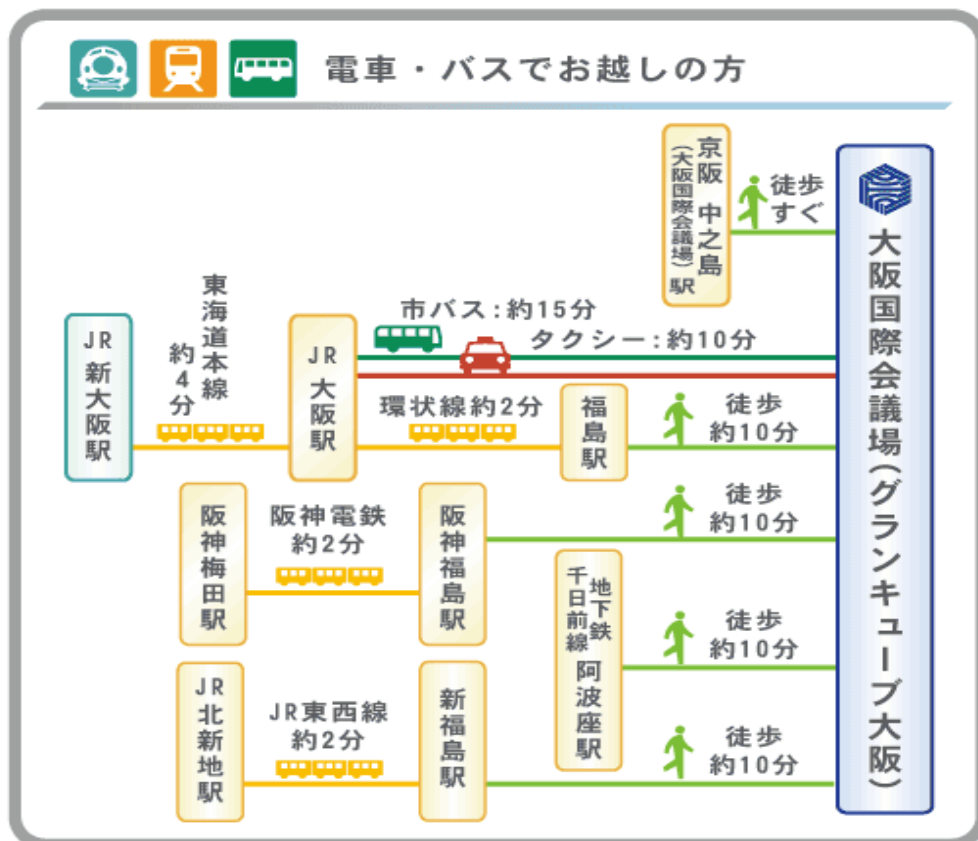 電車・バスでお越しの方
京阪 中之島
(大阪国際会議場)駅
徒歩
すぐ
大阪国際会議場(グランキューブ大阪)
JR 新大阪駅
東海道本線
約4分
JR 大阪駅
市バス:約15分
タクシー:約10分
環状線約2分
福島駅
徒歩
約10分
阪神梅田駅
阪神電鉄
約2分
阪神福島駅
徒歩
約10分
地下鉄
千日前線
阿波座駅
徒歩
約10分
JR 北新地駅
JR東西線
約2分
新福島駅
徒歩
約10分